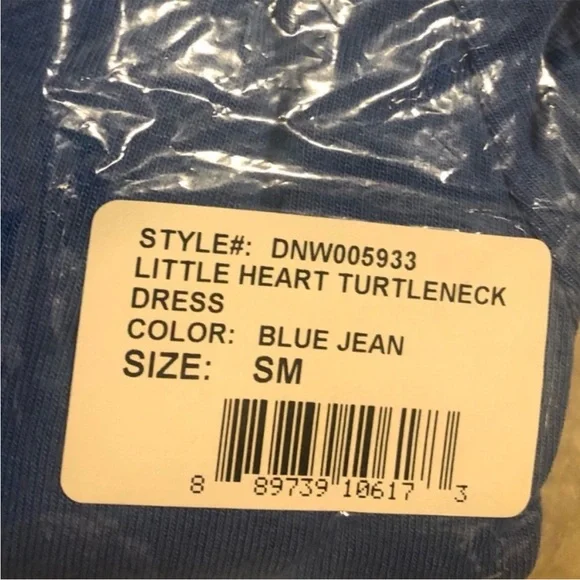 STYLE#: DNW005933
LITTLE HEART TURTLENECK
DRESS
COLOR: BLUE JEAN
SIZE: SM
8 89739 10617 3